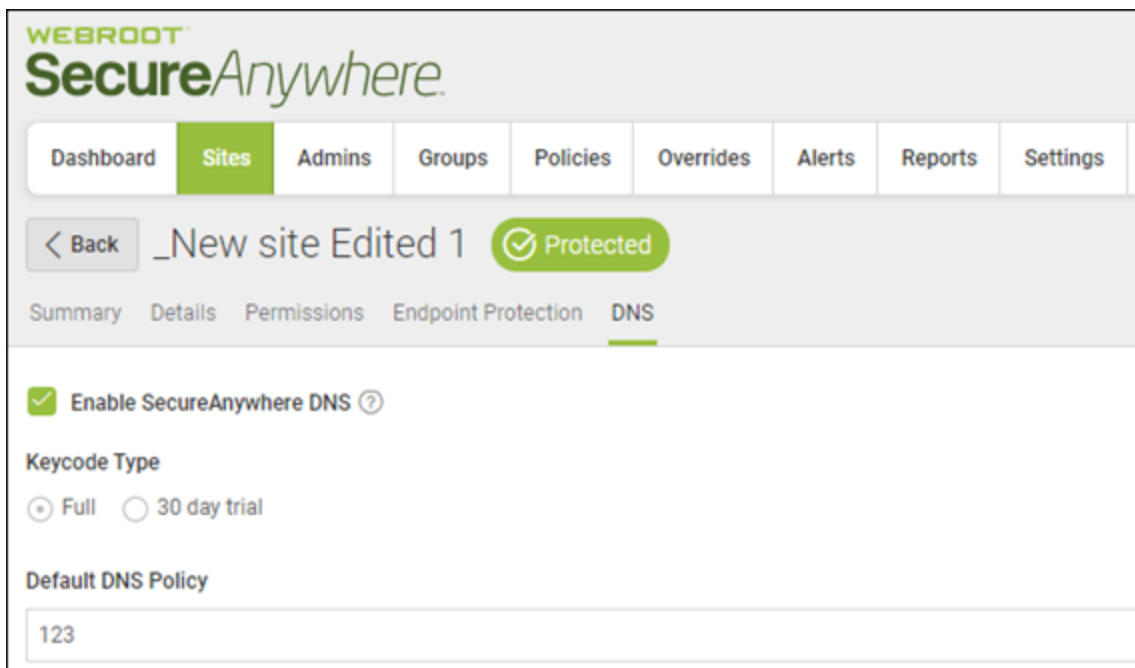 WEBROOT
SecureAnywhere.
Dashboard Sites Admins Groups Policies Overrides Alerts Reports Settings
Back _New site Edited 1 Protected
Summary Details Permissions Endpoint Protection DNS
Enable SecureAnywhere DNS ?
Keycode Type
Full 30 day trial
Default DNS Policy
123